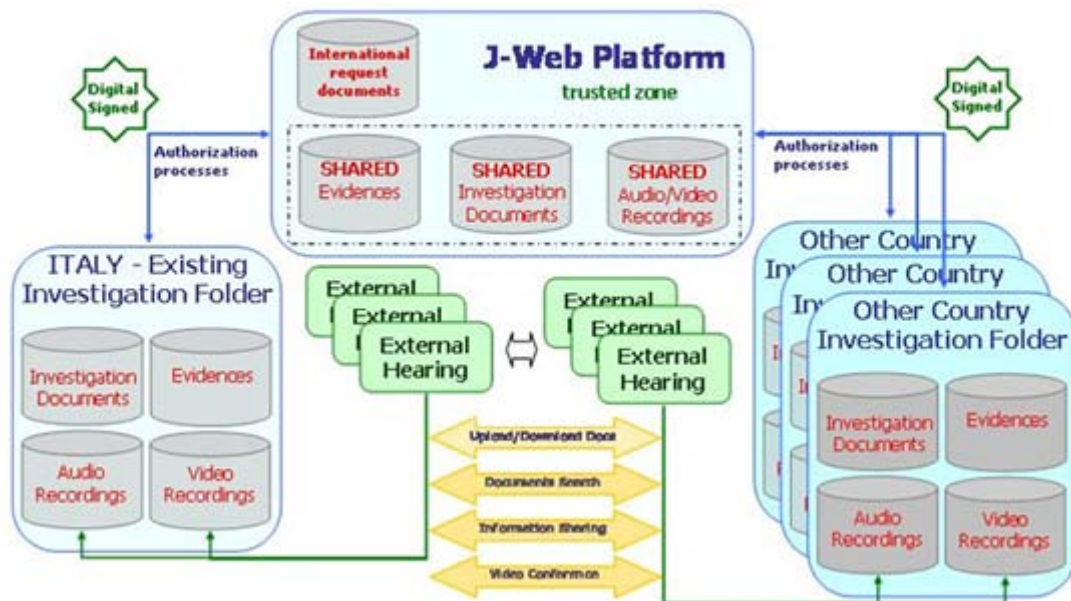 International
request
documents
J-Web Platform
trusted zone
Digital
Signed
Digital
Signed
Authorization
processes
Authorization
processes
SHARED
Evidences
SHARED
Investigation
Documents
SHARED
Audio/Video
Recordings
ITALY - Existing
Investigation Folder
Investigation
Documents
Evidences
Audio
Recordings
Video
Recordings
External
External
External
Hearing
External
External
External
Hearing
Upload/Download Docs
Documents Search
Information Sharing
Video Conference
Other Country
Other Country
Other Country
Investigation Folder
Investigation
Documents
Evidences
Audio
Recordings
Video
Recordings